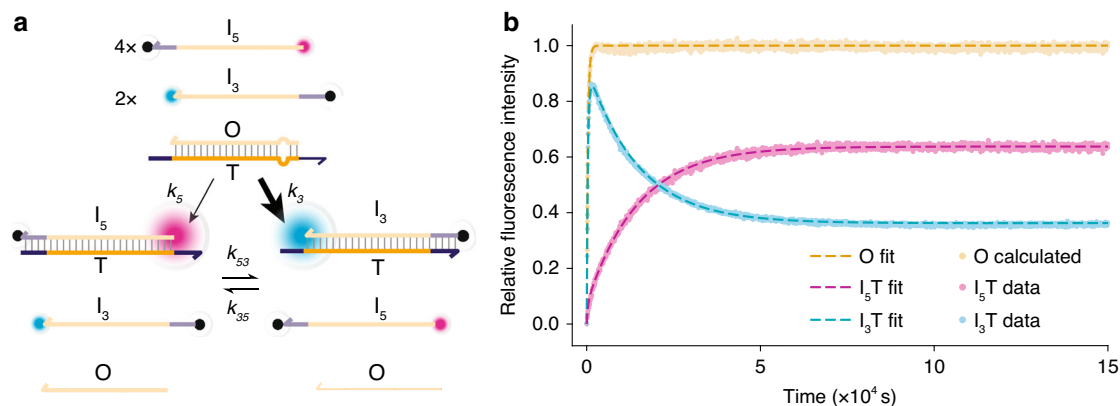 a
4×
I5
2×
I3
O
T
k5
k3
I5
T
I3
T
k53
k35
I3
I5
O
O
b
Relative fluorescence intensity
1.0
0.8
0.6
0.4
0.2
0.0
O fit
O calculated
I5T fit
I5T data
I3T fit
I3T data
0 5 10 15
Time (×10⁴ s)